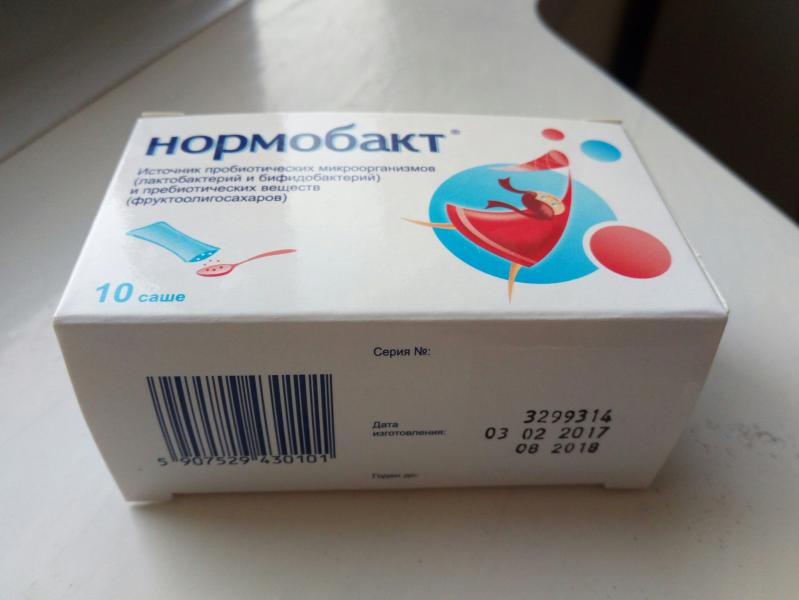 нормобакт®
Источник пробиотических микроорганизмов
(лактобактерий и бифидобактерий)
и пребиотических веществ
(фруктоолигосахаров)
10 саше
Серия №:
3299314
Дата
изготовления:
03 02 2017
08 2018
Годен до:
5 907529 430101